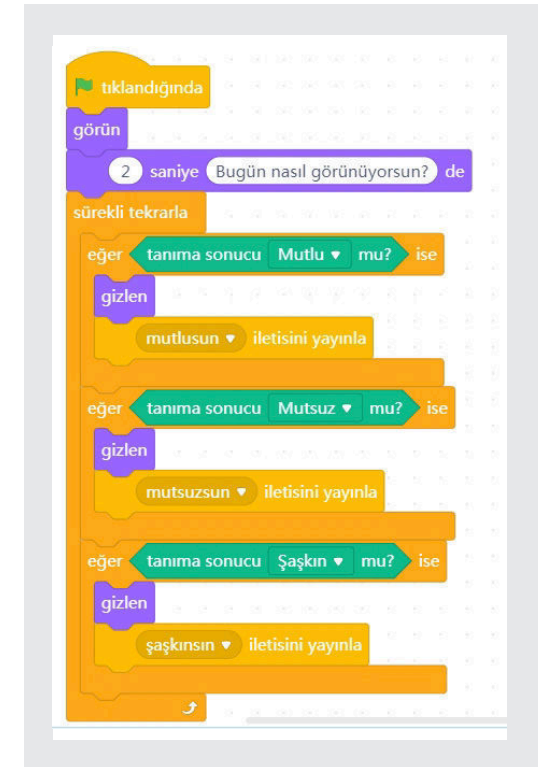 tıklandığında
görün
2 saniye Bugün nasıl görünüyorsun? de
sürekli tekrarla
eğer tanıma sonucu Mutlu mu? ise
gizlen
mutlusun iletisini yayınla
eğer tanıma sonucu Mutsuz mu? ise
gizlen
mutsuzsun iletisini yayınla
eğer tanıma sonucu Şaşkın mu? ise
gizlen
şaşkınsın iletisini yayınla